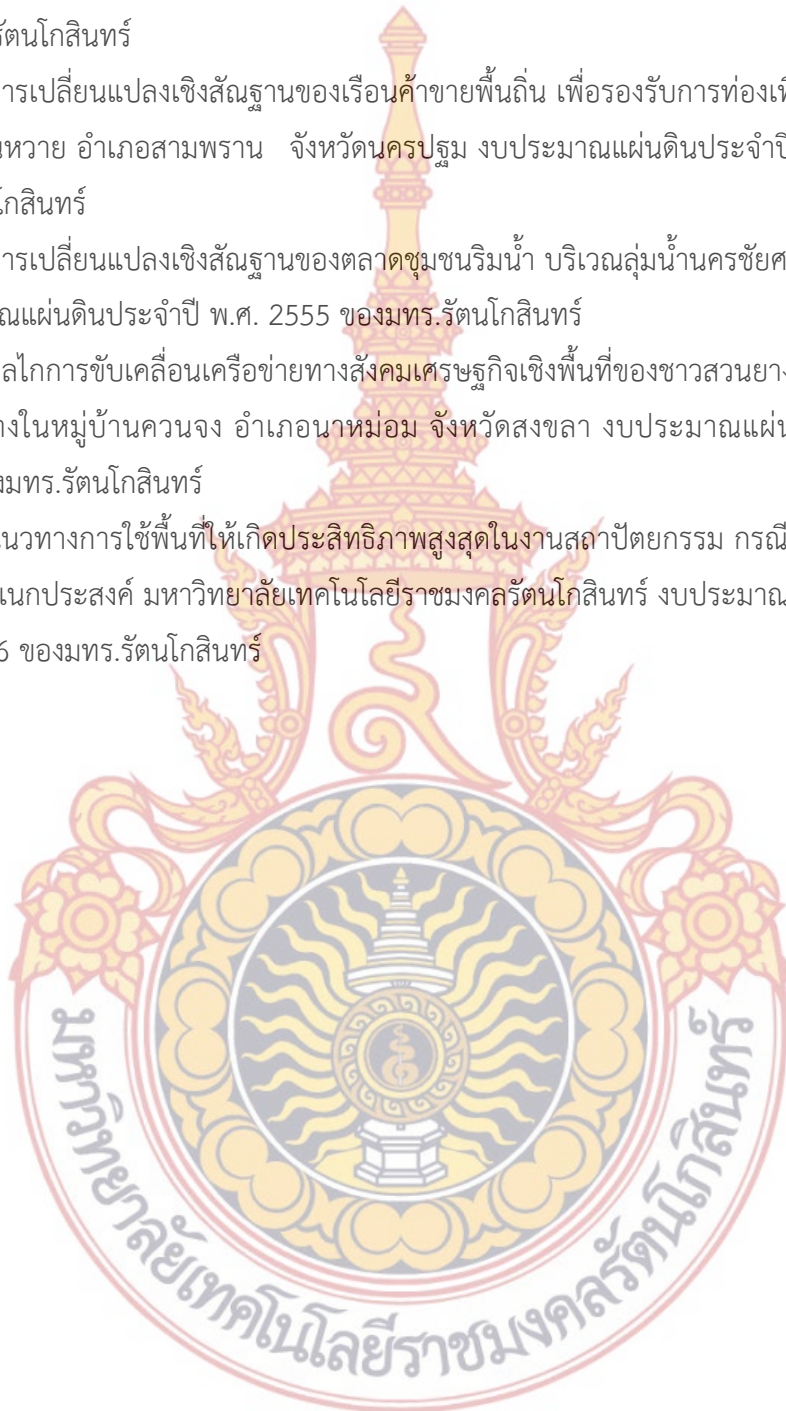 รัตนโกสินทร์
ารเปลี่ยนแปลงเชิงสัณฐานของเรือนค้าขายพื้นถิ่น เพื่อรองรับการท่องเที
นหวาย อำเภอสามพราน จังหวัดนครปฐม งบประมาณแผ่นดินประจำปี
โกสินทร์
ารเปลี่ยนแปลงเชิงสัณฐานของตลาดชุมชนริมน้ำ บริเวณลุ่มน้ำนครชัยศ
ณแผ่นดินประจำปี พ.ศ. 2555 ของมทร.รัตนโกสินทร์
ลไกการขับเคลื่อนเครือข่ายทางสังคมเศรษฐกิจเชิงพื้นที่ของชาวสวนยาง
างในหมู่บ้านควนจง อำเภอนาหม่อม จังหวัดสงขลา งบประมาณแผ่น
งมทร.รัตนโกสินทร์
นวทางการใช้พื้นที่ให้เกิดประสิทธิภาพสูงสุดในงานสถาปัตยกรรม กรณี
เนกประสงค์ มหาวิทยาลัยเทคโนโลยีราชมงคลรัตนโกสินทร์ งบประมาณ
6 ของมทร.รัตนโกสินทร์
มหาวิทยาลัยเทคโนโลยีราชมงคลรัตนโกสินทร์